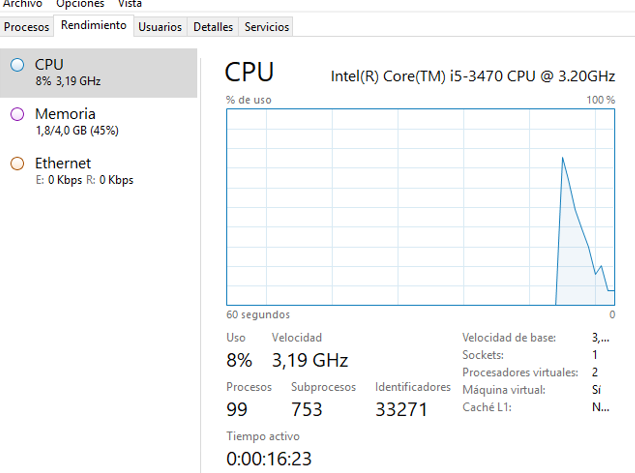 Archivo Opciones Vista
Procesos Rendimiento Usuarios Detalles Servicios
CPU
8% 3,19 GHz
Memoria
1,8/4,0 GB (45%)
Ethernet
E: 0 Kbps R: 0 Kbps
CPU Intel(R) Core(TM) i5-3470 CPU @ 3.20GHz
% de uso 100 %
60 segundos 0
Uso Velocidad
8% 3,19 GHz
Procesos Subprocesos Identificadores
99 753 33271
Tiempo activo
0:00:16:23
Velocidad de base: 3,...
Sockets: 1
Procesadores virtuales: 2
Máquina virtual: Sí
Caché L1: N...